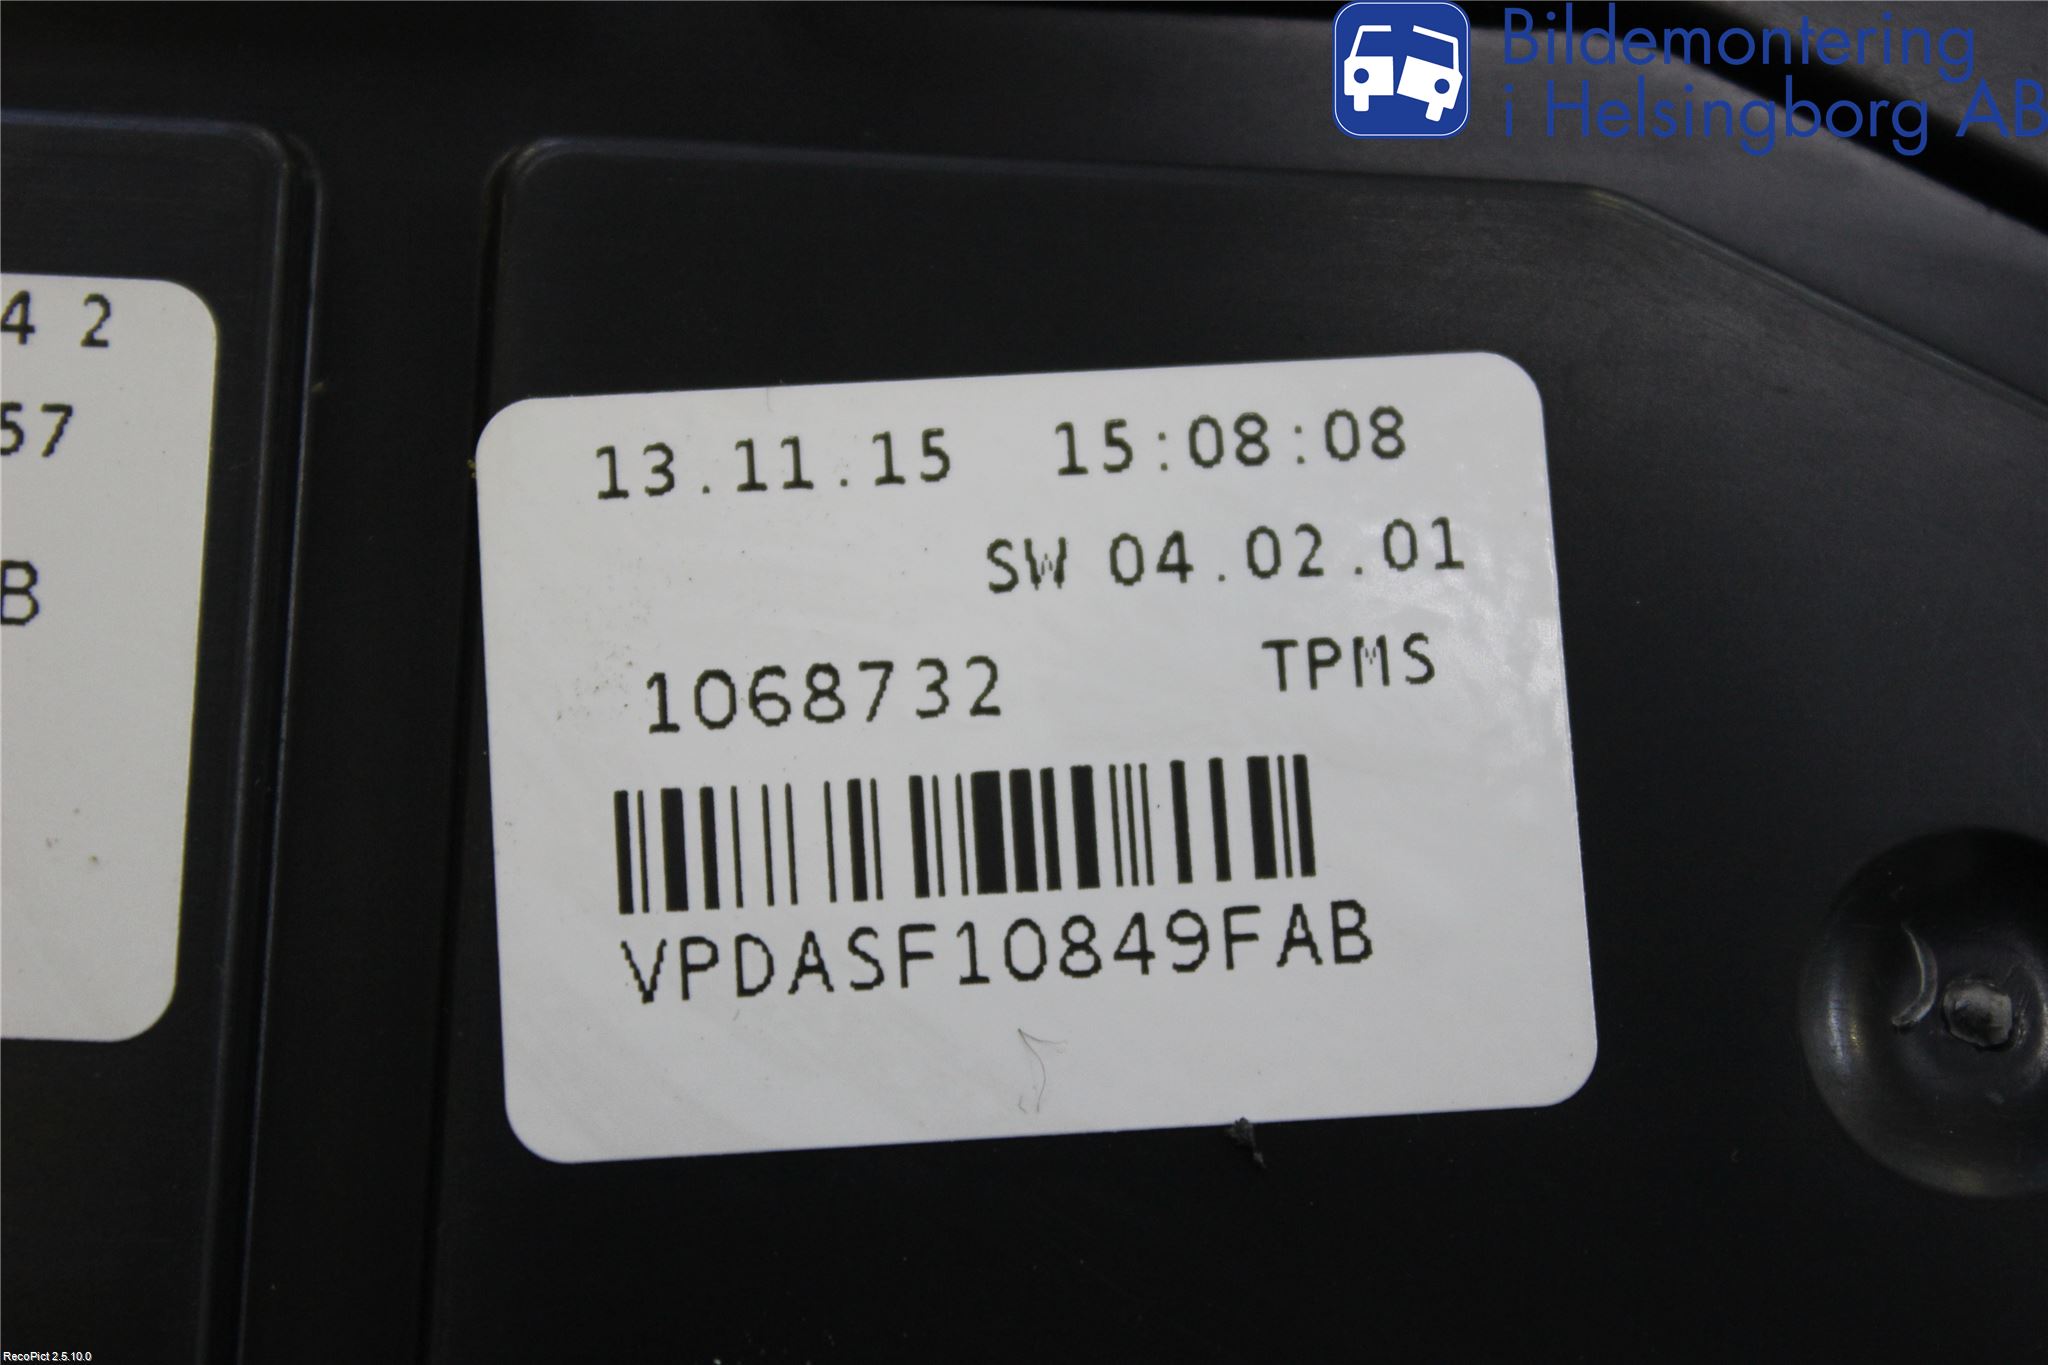 Bildemontering
i Helsingborg AB
4 2
57
B
13.11.15 15:08:08
SW 04.02.01
1068732 TPMS
VPDASF10849FAB
RecoPict 2.5.10.0